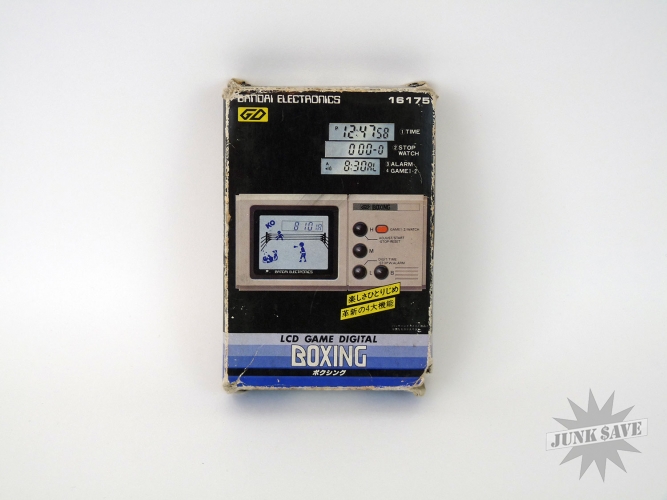 BANDAI ELECTRONICS 16175
GD
12:47 58 1 TIME
0 00-0 2 STOP WATCH
8:30 AL 3 ALARM
4 GAME 1·2
GD BOXING
KO
H
M
L
B
BANDAI ELECTRONICS
楽しさひとりじめ
革新の4大機能
LCD GAME DIGITAL
BOXING
ボクシング
JUNK SAVE